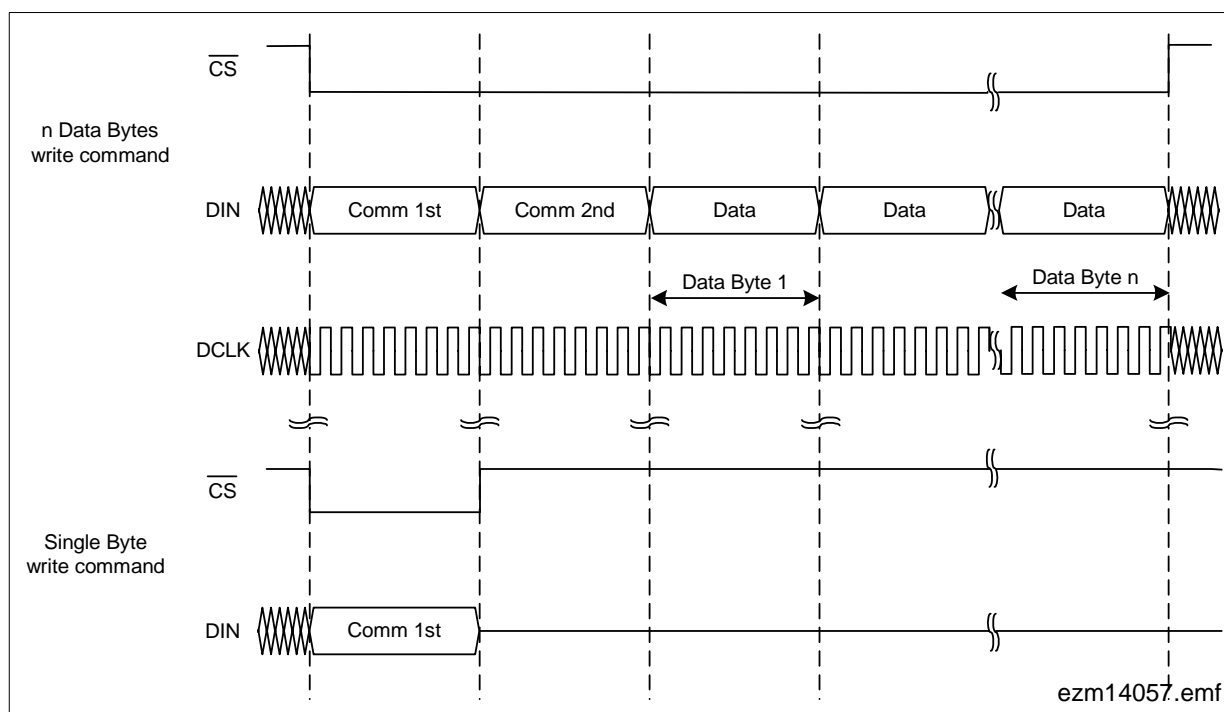 CS
n Data Bytes
write command
DIN
Comm 1st
Comm 2nd
Data
Data
Data
Data Byte 1
Data Byte n
DCLK
CS
Single Byte
write command
DIN
Comm 1st
ezm14057.emf